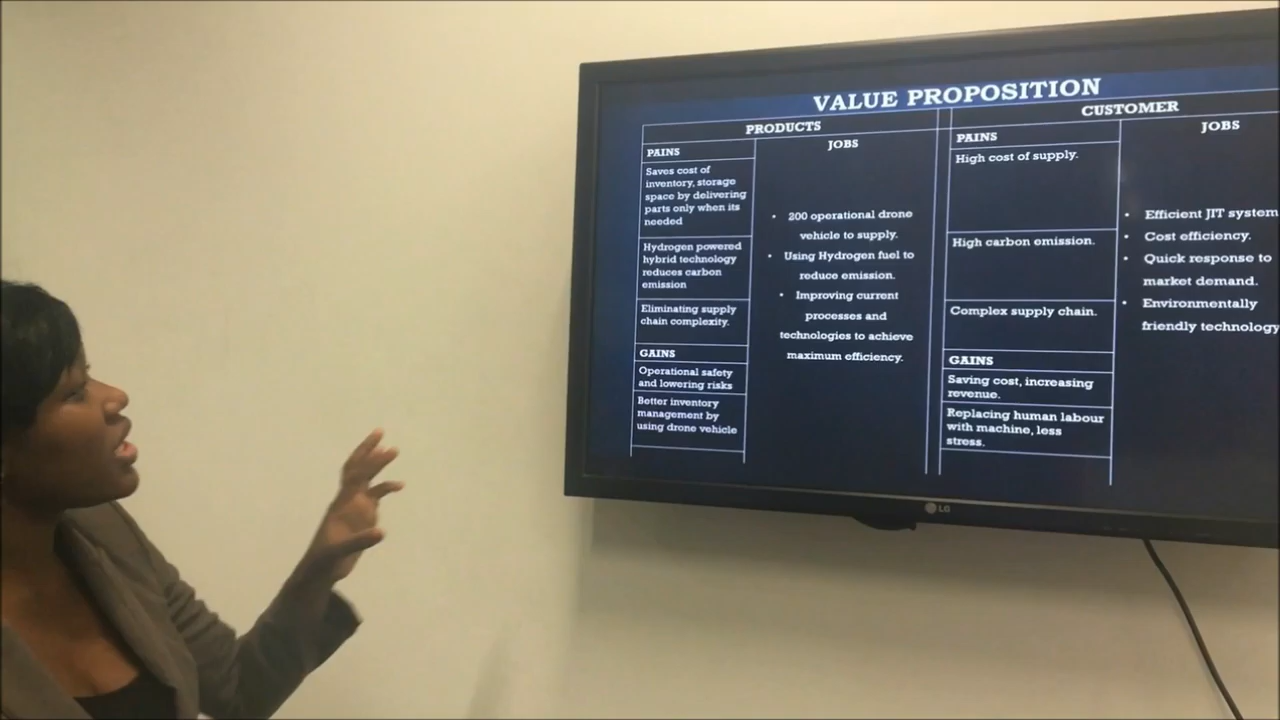 VALUE PROPOSITION
PRODUCTS
PAINS
Saves cost of
inventory, storage
space by delivering
parts only when its
needed
Hydrogen powered
hybrid technology
reduces carbon
emission
Eliminating supply
chain complexity.
GAINS
Operational safety
and lowering risks
Better inventory
management by
using drone vehicle
JOBS
• 200 operational drone
vehicle to supply.
• Using Hydrogen fuel to
reduce emission.
• Improving current
processes and
technologies to achieve
maximum efficiency.
CUSTOMER
PAINS
High cost of supply.
High carbon emission.
Complex supply chain.
GAINS
Saving cost, increasing
revenue.
Replacing human labour
with machine, less
stress.
JOBS
• Efficient JIT system
• Cost efficiency.
• Quick response to
market demand.
• Environmentally
friendly technology
LG